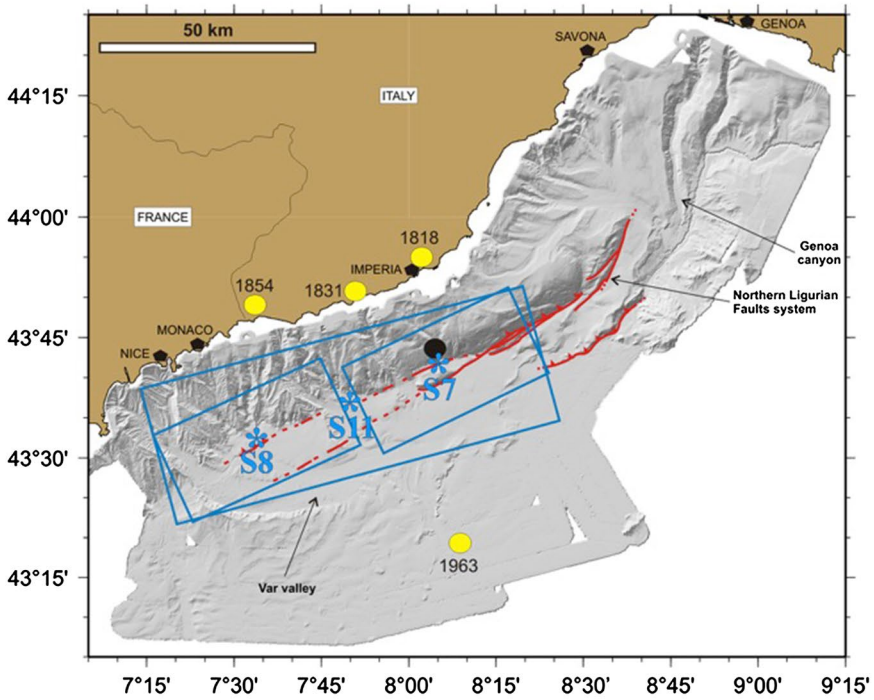 50 km
GENOA
SAVONA
44°15'
ITALY
44°00'
FRANCE
1818
Genoa
canyon
IMPERIA
1854
1831
Northern Ligurian
Faults system
43°45'
MONACO
NICE
S7
S11
43°30'
S8
1963
43°15'
Var valley
7°15'
7°30'
7°45'
8°00'
8°15'
8°30'
8°45'
9°00'
9°15'